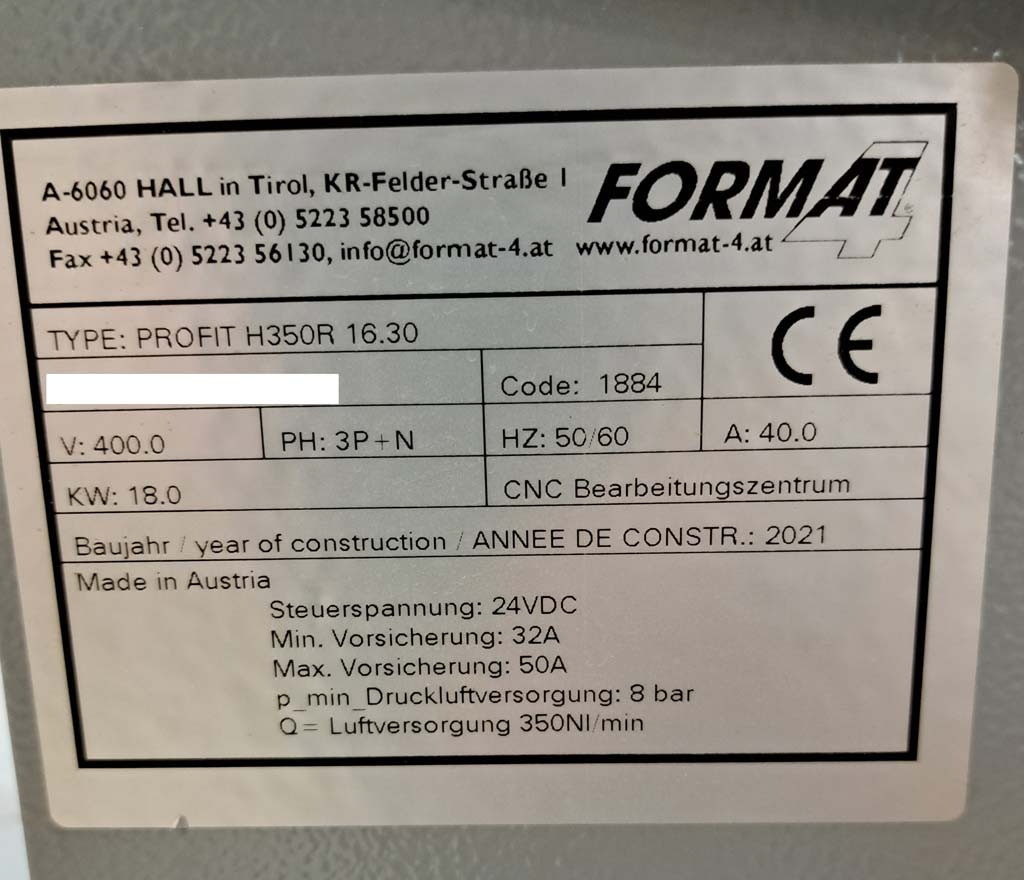 A-6060 HALL in Tirol, KR-Felder-Straße 1
Austria, Tel. +43 (0) 5223 58500
Fax +43 (0) 5223 56130, info@format-4.at www.format-4.at
FORMAT 4
TYPE: PROFIT H350R 16.30
CE
Code: 1884
V: 400.0 PH: 3P+N HZ: 50/60 A: 40.0
KW: 18.0 CNC Bearbeitungszentrum
Baujahr / year of construction / ANNEE DE CONSTR.: 2021
Made in Austria
Steuerspannung: 24VDC
Min. Vorsicherung: 32A
Max. Vorsicherung: 50A
p_min_Druckluftversorgung: 8 bar
Q= Luftversorgung 350Nl/min